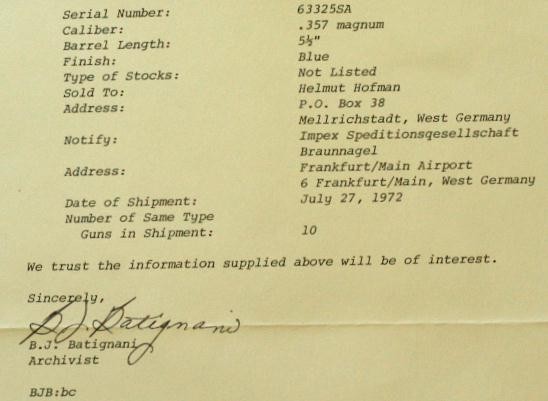 Serial Number: 63325SA
Caliber: .357 magnum
Barrel Length: 5½"
Finish: Blue
Type of Stocks: Not Listed
Sold To: Helmut Hofman
Address: P.O. Box 38
Mellrichstadt, West Germany
Notify: Impex Speditionsqesellschaft
Braunnagel
Address: Frankfurt/Main Airport
6 Frankfurt/Main, West Germany
Date of Shipment: July 27, 1972
Number of Same Type
Guns in Shipment: 10
We trust the information supplied above will be of interest.
Sincerely,
B.J. Batignani
B.J. Batignani
Archivist
BJB:bc